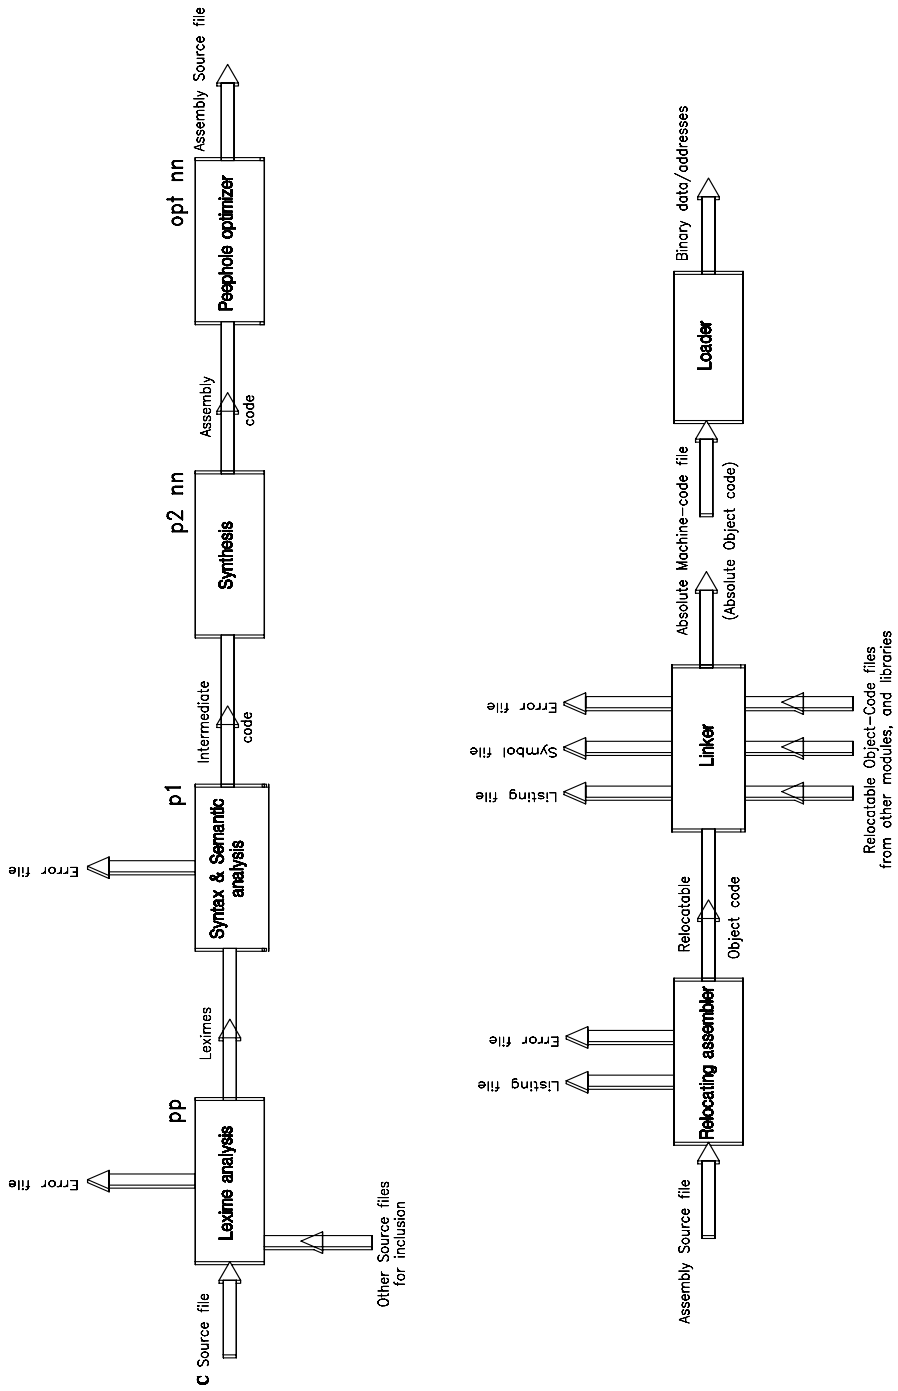 C Source file
Lexime analysis
pp
Error file
Other Source files
for inclusion
Leximes
Syntax & Semantic
analysis
p1
Error file
Intermediate
code
Synthesis
p2 nn
Assembly
code
Peephole optimizer
opt nn
Assembly Source file
Assembly Source file
Relocating assembler
Listing file
Error file
Relocatable
Object code
Linker
Listing file
Symbol file
Error file
Relocatable Object-Code files
from other modules, and libraries
Absolute Machine-code file
(Absolute Object code)
Loader
Binary data/addresses